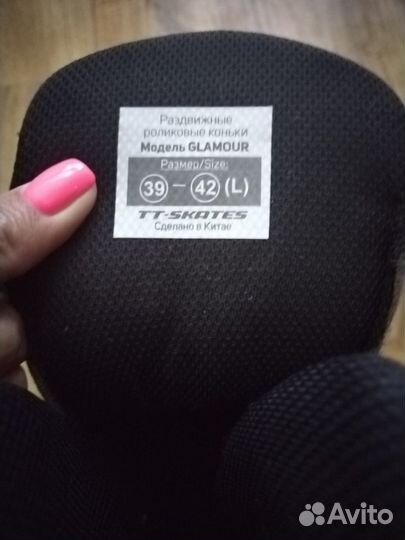 Раздвижные
роликовые коньки
Модель GLAMOUR
Размер/Size:
39 — 42 (L)
TT-SKATES
Сделано в Китае
Avito